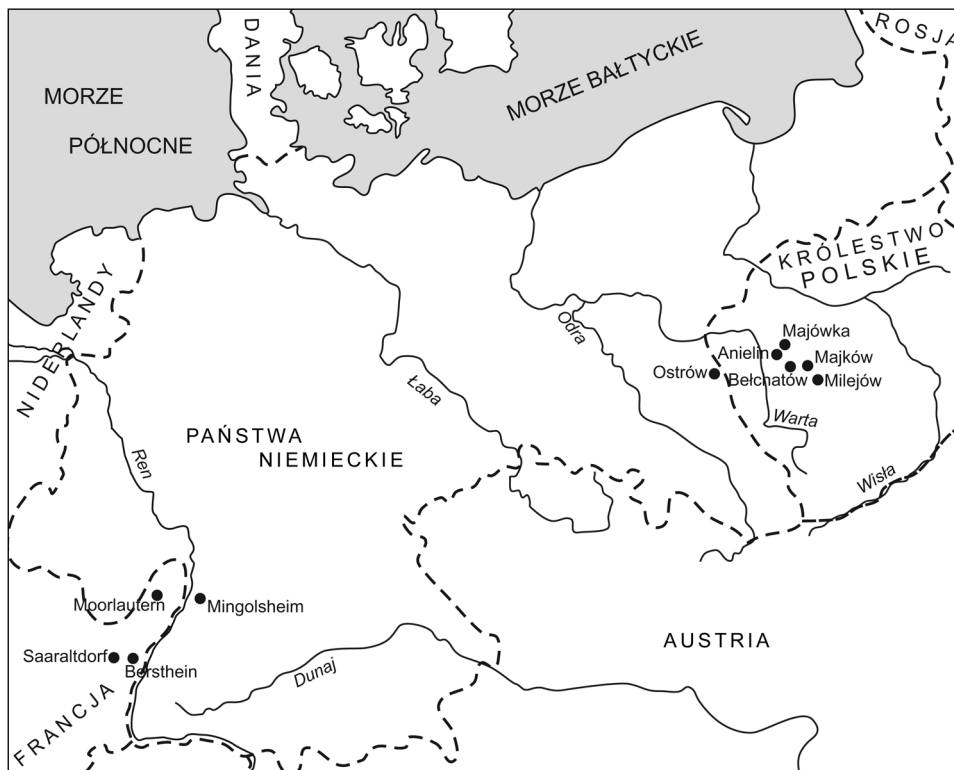 ROSJA
DANIA
MORZE
PÓŁNOCNE
MORZE BAŁTYCKIE
KRÓLESTWO
POLSKIE
NIDERLANDY
Odra
Majówka
Anielin
Majków
Ostrów
Bełchatów
Milejów
Łaba
Warta
PAŃSTWA
NIEMIECKIE
Ren
Wisła
Moorlautern
Mingolsheim
AUSTRIA
Saaraltdorf
Berstheim
Dunaj
FRANCJA